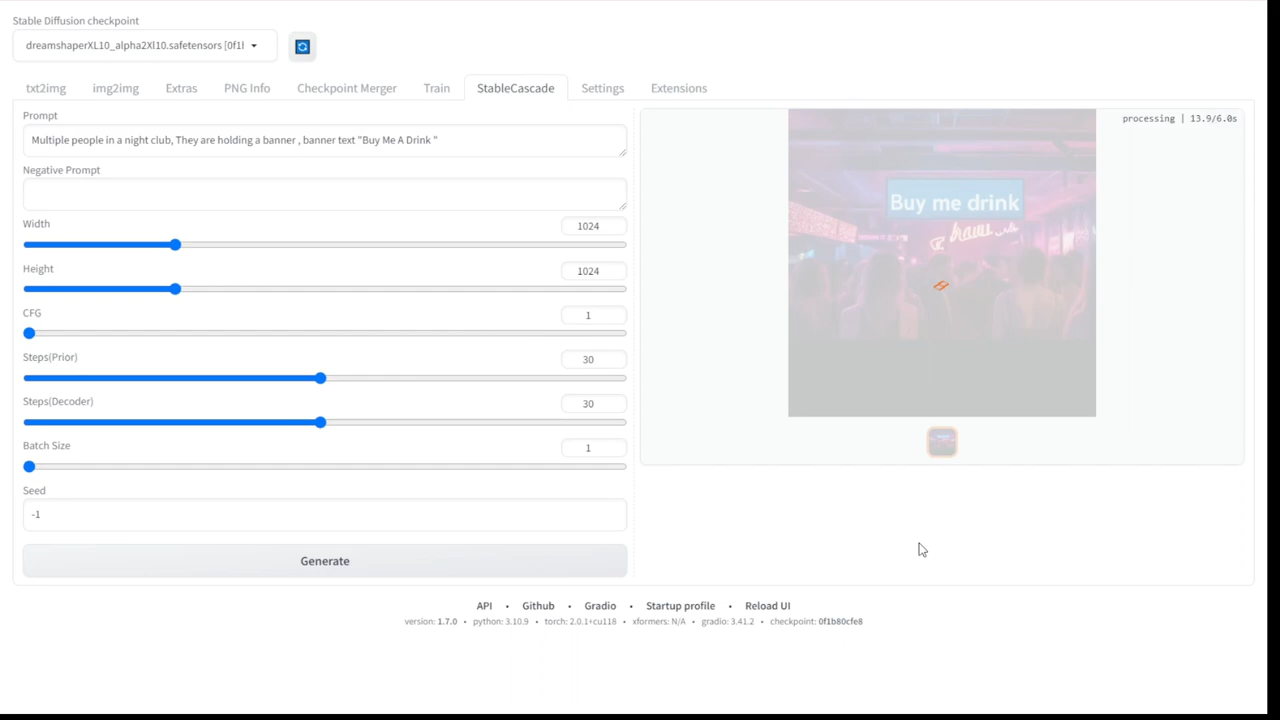 Stable Diffusion checkpoint
dreamshaperXL10_alpha2Xl10.safetensors [0f1l
txt2img img2img Extras PNG Info Checkpoint Merger Train StableCascade Settings Extensions
Prompt
Multiple people in a night club, They are holding a banner , banner text "Buy Me A Drink "
Negative Prompt
Width
1024
Height
1024
CFG
1
Steps(Prior)
30
Steps(Decoder)
30
Batch Size
1
Seed
-1
Generate
processing | 13.9/6.0s
Buy me drink
API • Github • Gradio • Startup profile • Reload UI
version: 1.7.0 • python: 3.10.9 • torch: 2.0.1+cu118 • xformers: N/A • gradio: 3.41.2 • checkpoint: 0f1b80cfe8